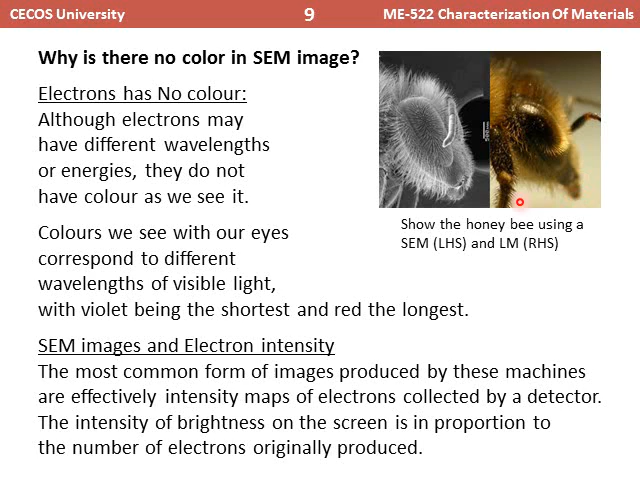 CECOS University
9
ME-522 Characterization Of Materials
Why is there no color in SEM image?
Electrons has No colour:
Although electrons may
have different wavelengths
or energies, they do not
have colour as we see it.
Show the honey bee using a
SEM (LHS) and LM (RHS)
Colours we see with our eyes
correspond to different
wavelengths of visible light,
with violet being the shortest and red the longest.
SEM images and Electron intensity
The most common form of images produced by these machines
are effectively intensity maps of electrons collected by a detector.
The intensity of brightness on the screen is in proportion to
the number of electrons originally produced.